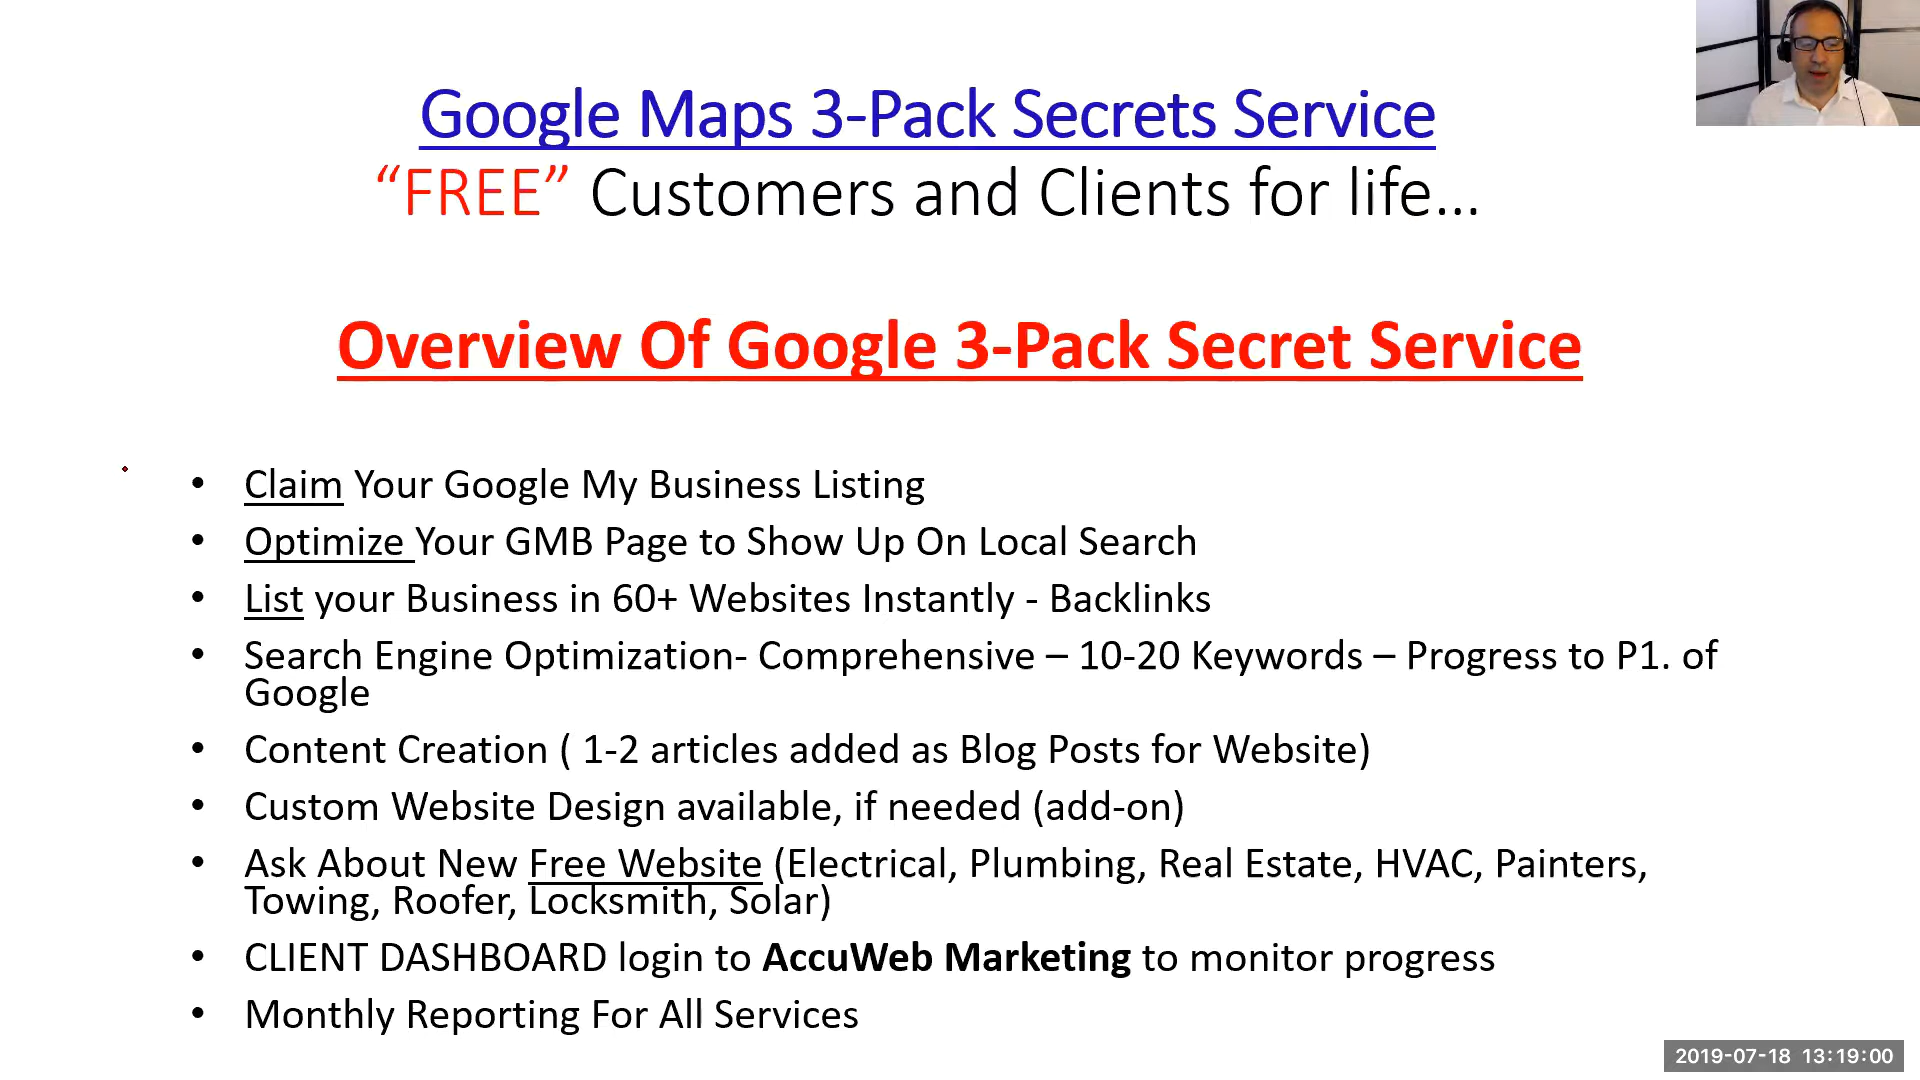 Google Maps 3-Pack Secrets Service
“FREE” Customers and Clients for life...
Overview Of Google 3-Pack Secret Service
• Claim Your Google My Business Listing
• Optimize Your GMB Page to Show Up On Local Search
• List your Business in 60+ Websites Instantly - Backlinks
• Search Engine Optimization- Comprehensive – 10-20 Keywords – Progress to P1. of
Google
• Content Creation ( 1-2 articles added as Blog Posts for Website)
• Custom Website Design available, if needed (add-on)
• Ask About New Free Website (Electrical, Plumbing, Real Estate, HVAC, Painters,
Towing, Roofer, Locksmith, Solar)
• CLIENT DASHBOARD login to AccuWeb Marketing to monitor progress
• Monthly Reporting For All Services
2019-07-18 13:19:00